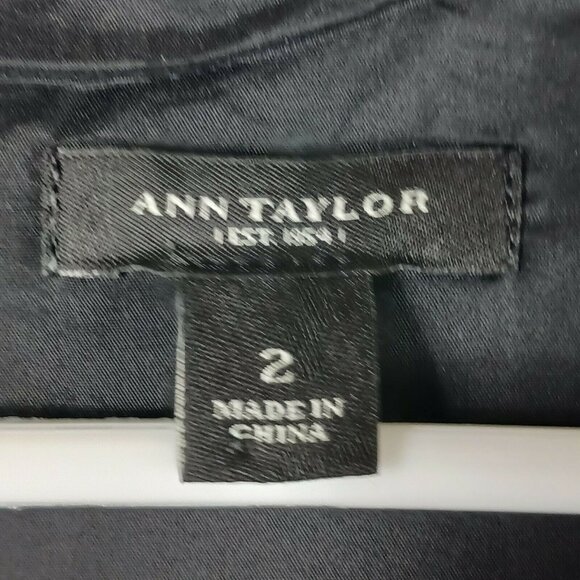 ANN TAYLOR
EST. 1954
2
MADE IN
CHINA